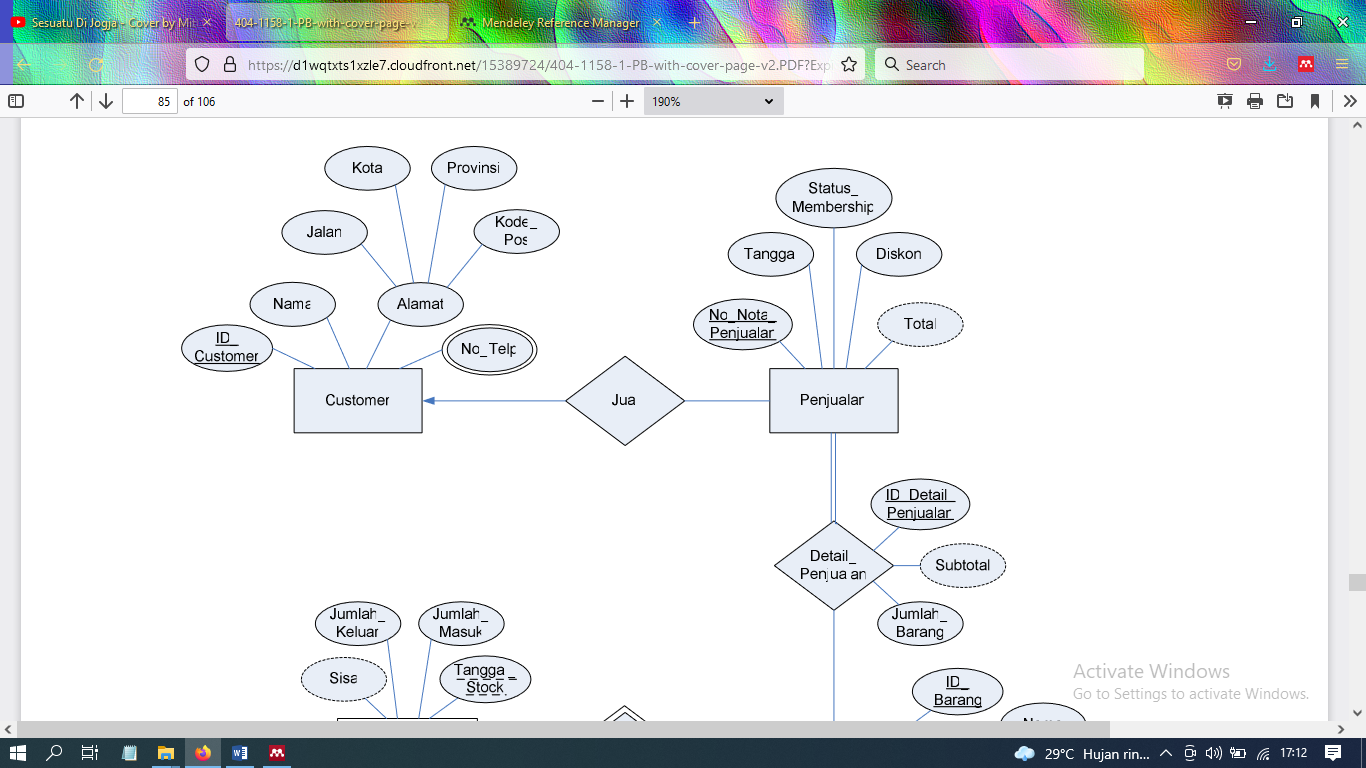 Sesuatu Di Jogja - Cover by Mi
404-1158-1-PB-with-cover-page-v
Mendeley Reference Manager
https://d1wqtxts1xzle7.cloudfront.net/15389724/404-1158-1-PB-with-cover-page-v2.PDF?Exp
Search
85 of 106
190%
Kota
Provinsi
Jalan
Kode_
Pos
Nama
Alamat
ID_
Customer
No_Telp
Customer
Jua
Status_
Membership
Tangga
Diskon
No_Nota_
Penjualar
Total
Penjualar
ID_Detail_
Penjualar
Detail_
Penjua an
Subtotal
Jumlah_
Barang
Jumlah_
Keluar
Jumlah_
Masuk
Sisa
Tangga _
Stock
ID_
Barang
Activate Windows
Go to Settings to activate Windows.
29°C Hujan rin...
17:12